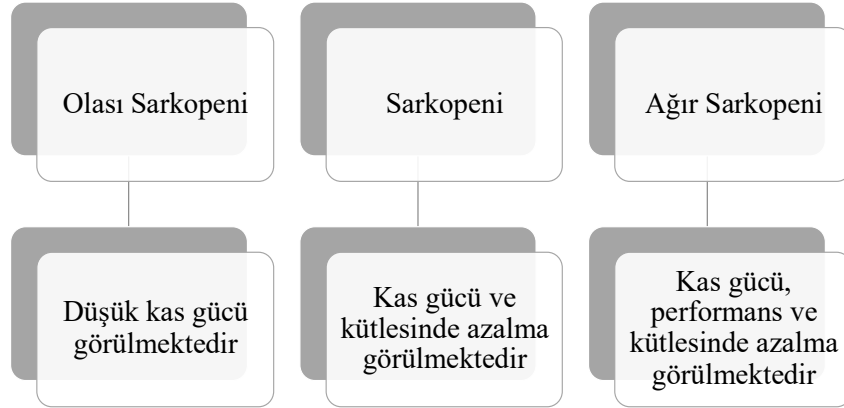 Olası Sarkopeni
Sarkopeni
Ağır Sarkopeni
Düşük kas gücü
görülmektedir
Kas gücü ve
kütlesinde azalma
görülmektedir
Kas gücü,
performans ve
kütlesinde azalma
görülmektedir